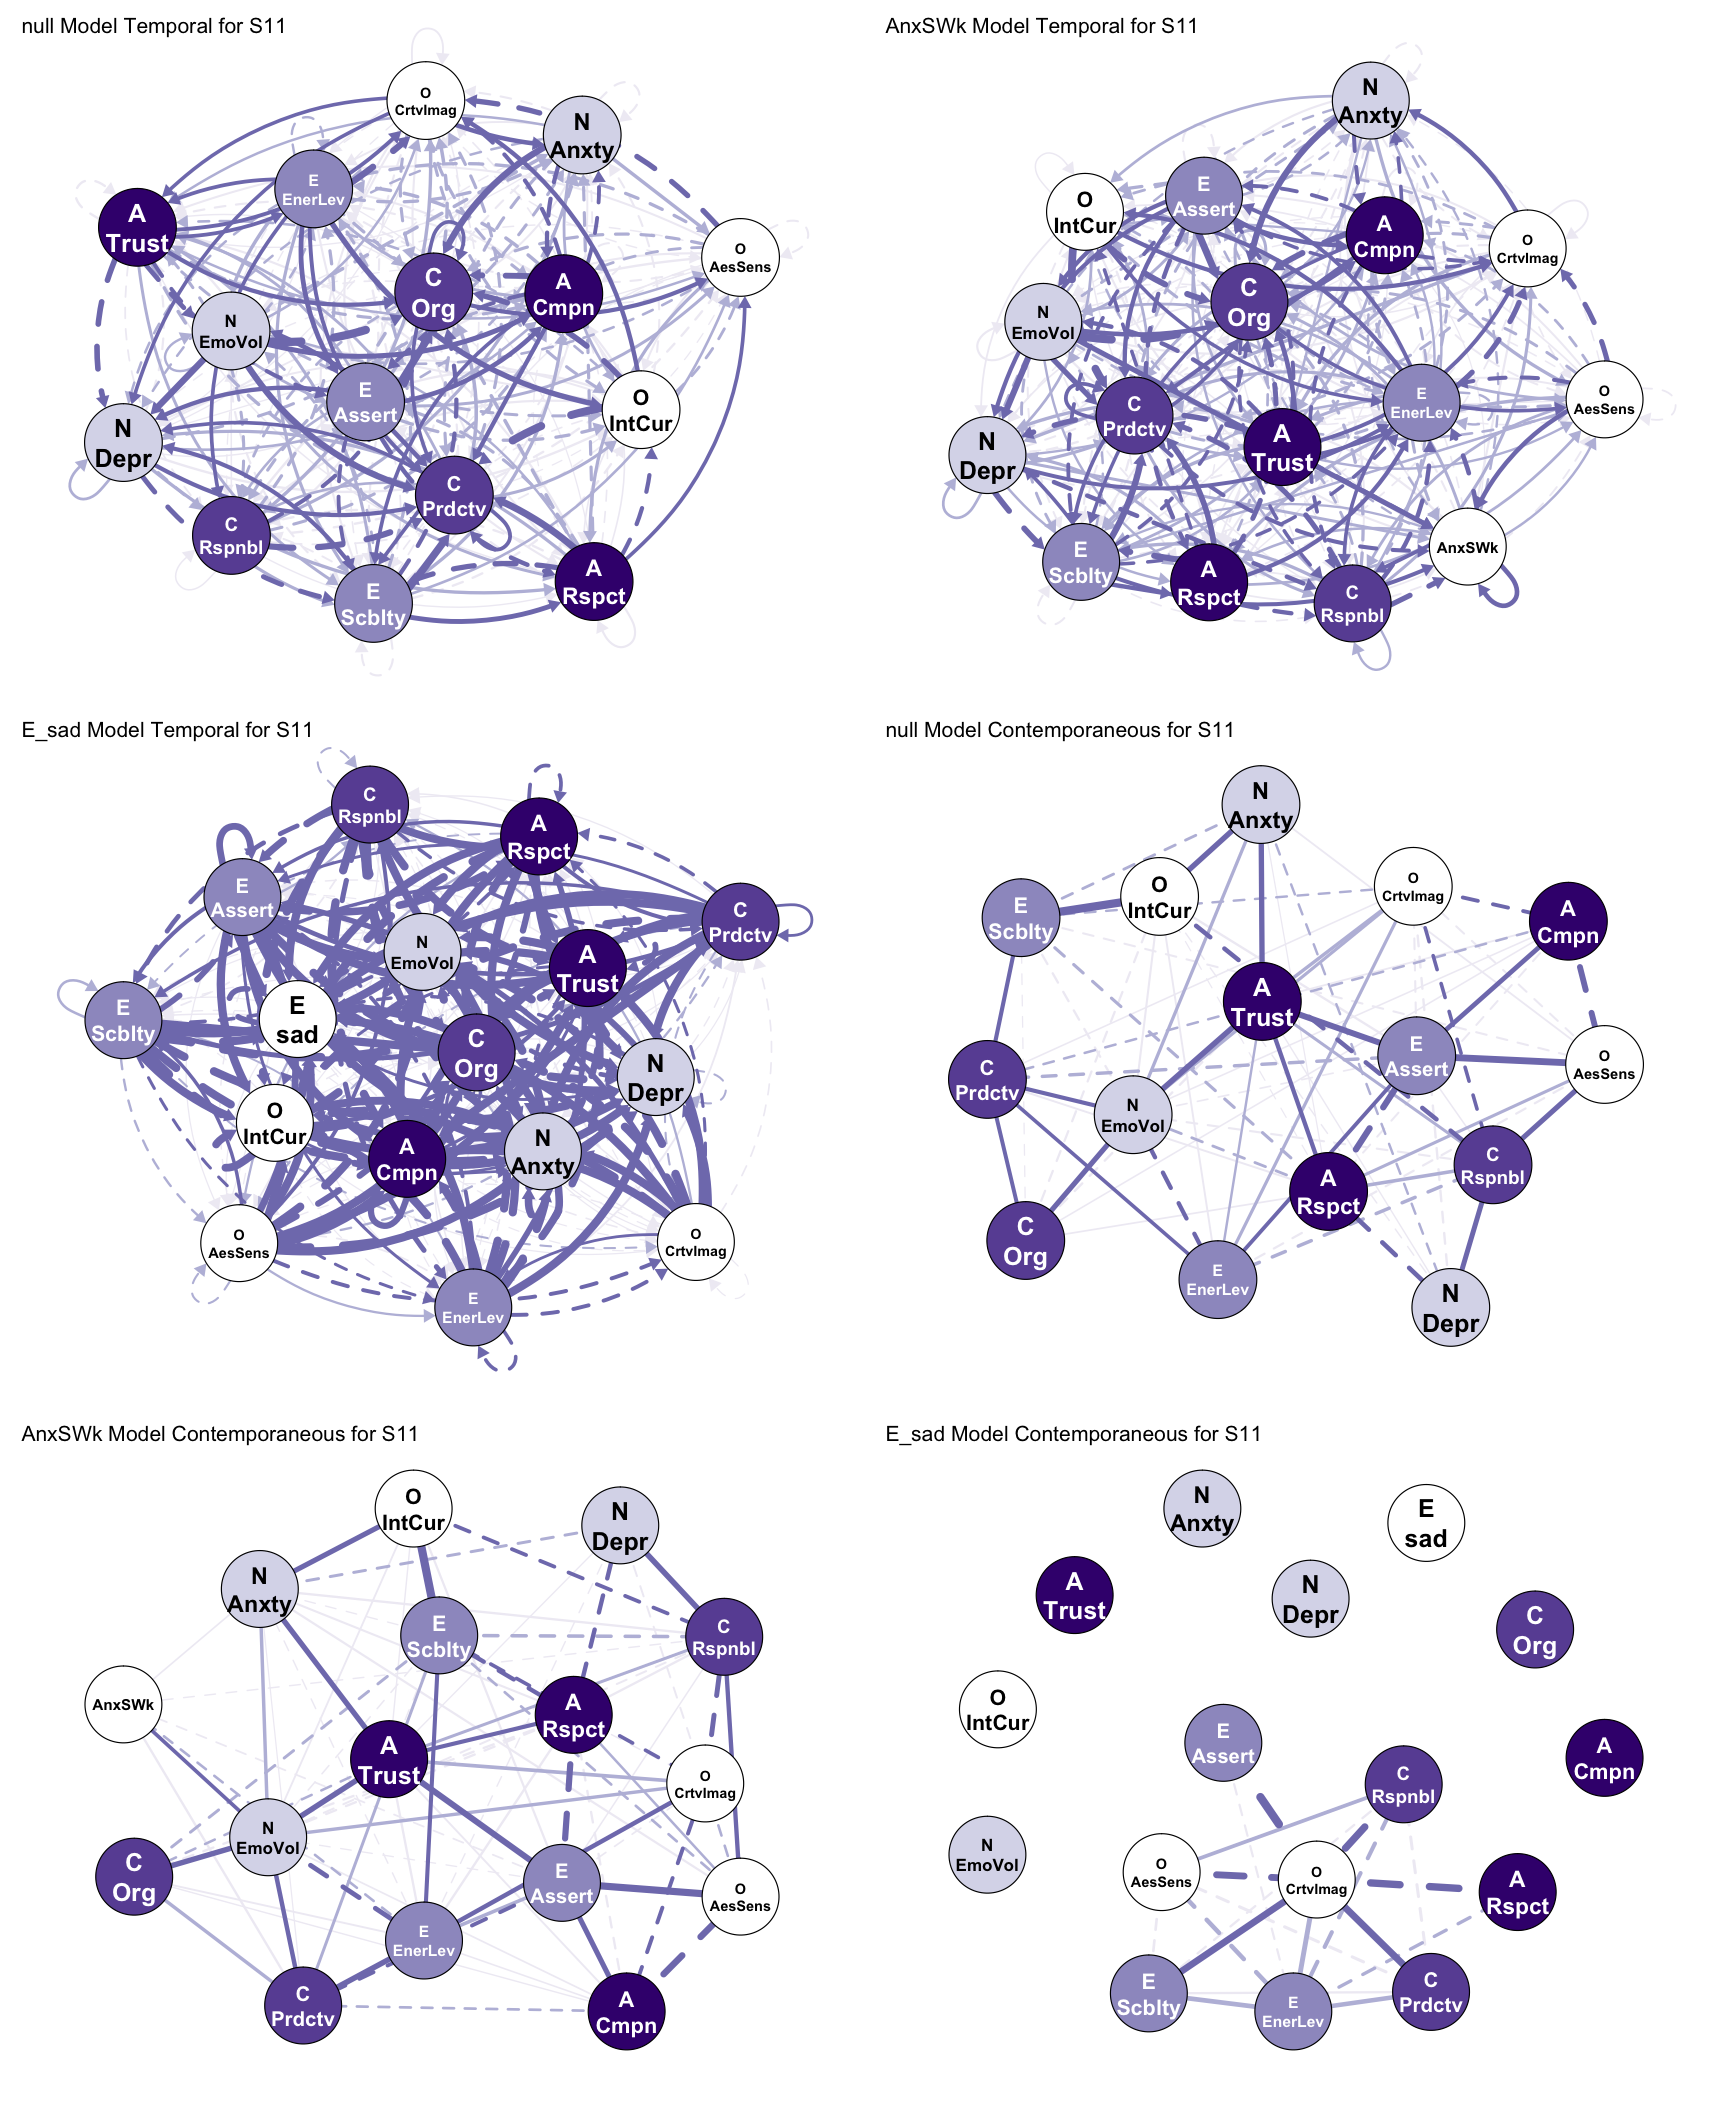 null Model Temporal for S11
O
CrtvImag
N
Anxty
E
EnerLev
A
Trust
O
AesSens
C
Org
A
Cmpn
N
EmoVol
E
Assert
O
IntCur
N
Depr
C
Prdctv
C
Rspnbl
A
Rspct
E
Scblty
AnxSWk Model Temporal for S11
N
Anxty
E
Assert
O
IntCur
A
Cmpn
O
CrtvImag
C
Org
N
EmoVol
O
AesSens
E
EnerLev
C
Prdctv
A
Trust
N
Depr
AnxSWk
E
Scblty
A
Rspct
C
Rspnbl
E_sad Model Temporal for S11
C
Rspnbl
A
Rspct
E
Assert
C
Prdctv
N
EmoVol
A
Trust
E
Scblty
E
sad
C
Org
N
Depr
O
IntCur
A
Cmpn
N
Anxty
O
AesSens
O
CrtvImag
E
EnerLev
null Model Contemporaneous for S11
N
Anxty
O
IntCur
O
CrtvImag
E
Scblty
A
Cmpn
A
Trust
E
Assert
O
AesSens
C
Prdctv
N
EmoVol
C
Rspnbl
A
Rspct
C
Org
E
EnerLev
N
Depr
AnxSWk Model Contemporaneous for S11
O
IntCur
N
Depr
N
Anxty
E
Scblty
C
Rspnbl
AnxSWk
A
Rspct
A
Trust
O
CrtvImag
N
EmoVol
C
Org
E
Assert
O
AesSens
E
EnerLev
C
Prdctv
A
Cmpn
E_sad Model Contemporaneous for S11
N
Anxty
E
sad
A
Trust
N
Depr
C
Org
O
IntCur
E
Assert
A
Cmpn
C
Rspnbl
N
EmoVol
O
AesSens
O
CrtvImag
A
Rspct
E
Scblty
E
EnerLev
C
Prdctv